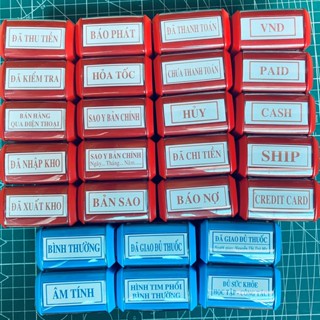 ĐÃ THU TIỀN
BÁO PHÁT
ĐÃ THANH TOÁN
VND
ĐÃ KIỂM TRA
HỎA TỐC
CHƯA THANH TOÁN
PAID
BÁN HÀNG
QUA ĐIỆN THOẠI
SAO Y BẢN CHÍNH
HỦY
CASH
ĐÃ NHẬP KHO
SAO Y BẢN CHÍNH
Ngày... Tháng... Năm...
ĐÃ CHI TIỀN
SHIP
ĐÃ XUẤT KHO
BẢN SAO
BÁO NỢ
CREDIT CARD
BÌNH THƯỜNG
ĐÃ GIAO ĐỦ THUỐC
ĐÃ GIAO ĐỦ THUỐC
ÂM TÍNH
HÌNH TIM PHỔI
BÌNH THƯỜNG
ĐỦ SỨC KHỎE